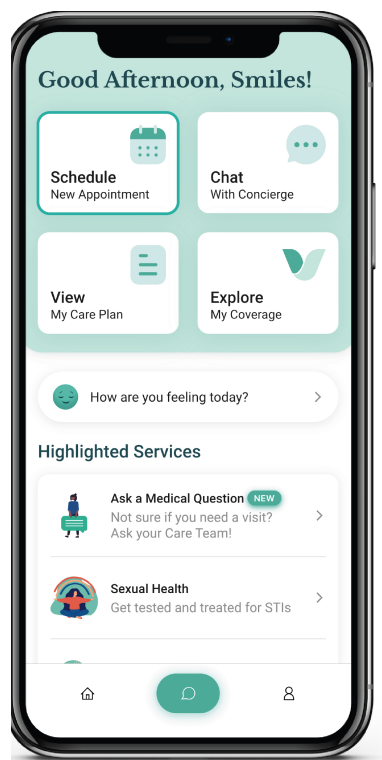 Good Afternoon, Smiles!
Schedule
New Appointment
Chat
With Concierge
View
My Care Plan
Explore
My Coverage
How are you feeling today?
Highlighted Services
Ask a Medical Question NEW
Not sure if you need a visit?
Ask your Care Team!
Sexual Health
Get tested and treated for STIs